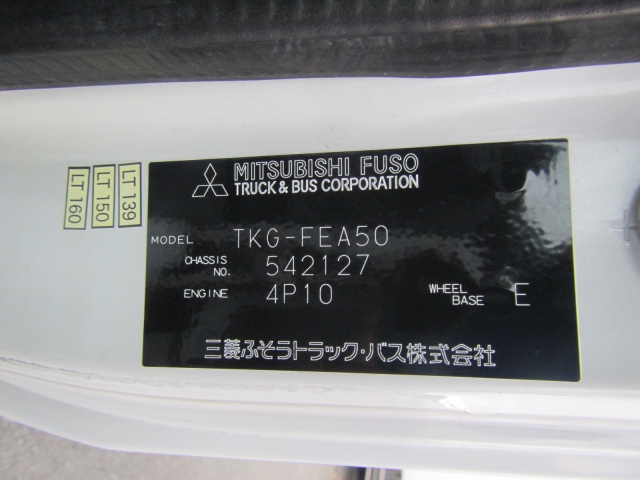 MITSUBISHI FUSO
TRUCK & BUS CORPORATION
LT 160
LT 150
LT 139
MODEL TKG-FEA50
CHASSIS NO. 542127
ENGINE 4P10 WHEEL BASE E
三菱ふそうトラック・バス株式会社